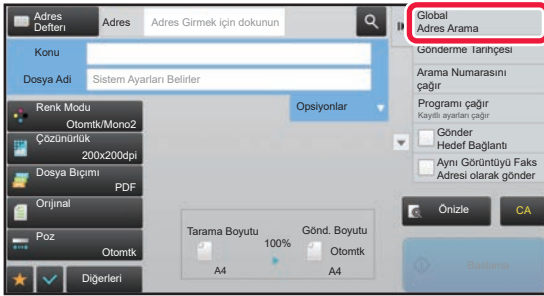 Adres
Defteri
Adres
Adres Girmek için dokunun
Konu
Dosya Adi
Sistem Ayarları Belirler
Renk Modu
Otomtk/Mono2
Çözünürlük
200x200dpi
Dosya Bıçımı
PDF
Orıjınal
Poz
Otomtk
Diğerleri
Opsiyonlar
Tarama Boyutu
A4
100%
Gönd. Boyutu
Otomtk
A4
Global
Adres Arama
Gönderme Tarihçesi
Arama Numarasını
çağır
Programı çağır
Kayıtlı ayarları çağır
Gönder
Hedef Bağlantı
Aynı Görüntüyü Faks
Adresi olarak gönder
Önizle
CA